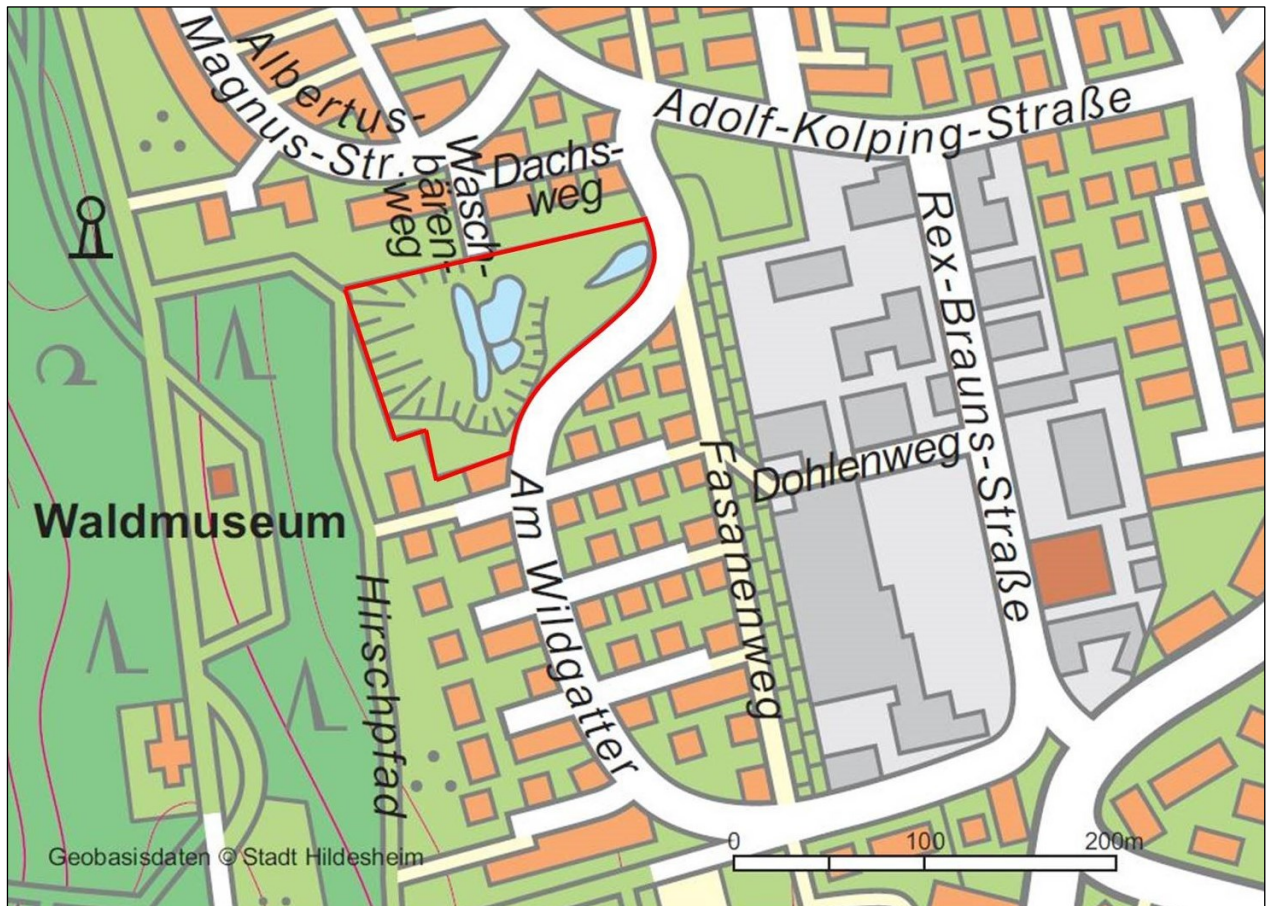 Albertus-
Magnus-Str.
Adolf-Kolping-Straße
Wasch-
bären-
weg
Dachs-
weg
Rex-Brauns-Straße
Dohlenweg
Fasanenweg
Am Wildgatter
Waldmuseum
Hirschpfad
0 100 200m
Geobasisdaten © Stadt Hildesheim